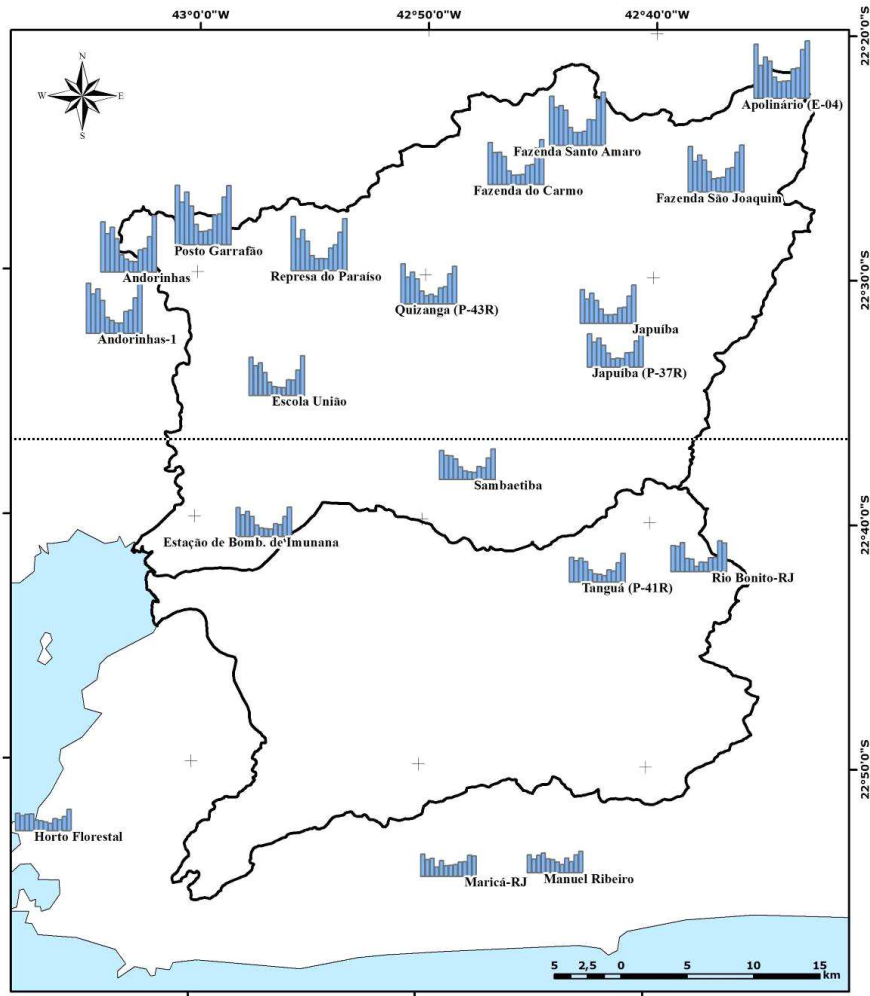 43°0'0"W 42°50'0"W 42°40'0"W
22°20'0"S
N
W E
S
Apolinário (E-04)
Fazenda Santo Amaro
Fazenda do Carmo
Fazenda São Joaquim
Posto Garrafão
Andorinhas
Represa do Paraíso
22°30'0"S
Quizanga (P-43R)
Japuíba
Andorinhas-1
Japuíba (P-37R)
Escola União
Sambaetiba
22°40'0"S
Estação de Bomb. de Imunana
Rio Bonito-RJ
Tanguá (P-41R)
22°50'0"S
Horto Florestal
Maricá-RJ
Manuel Ribeiro
5 2,5 0 5 10 15
km